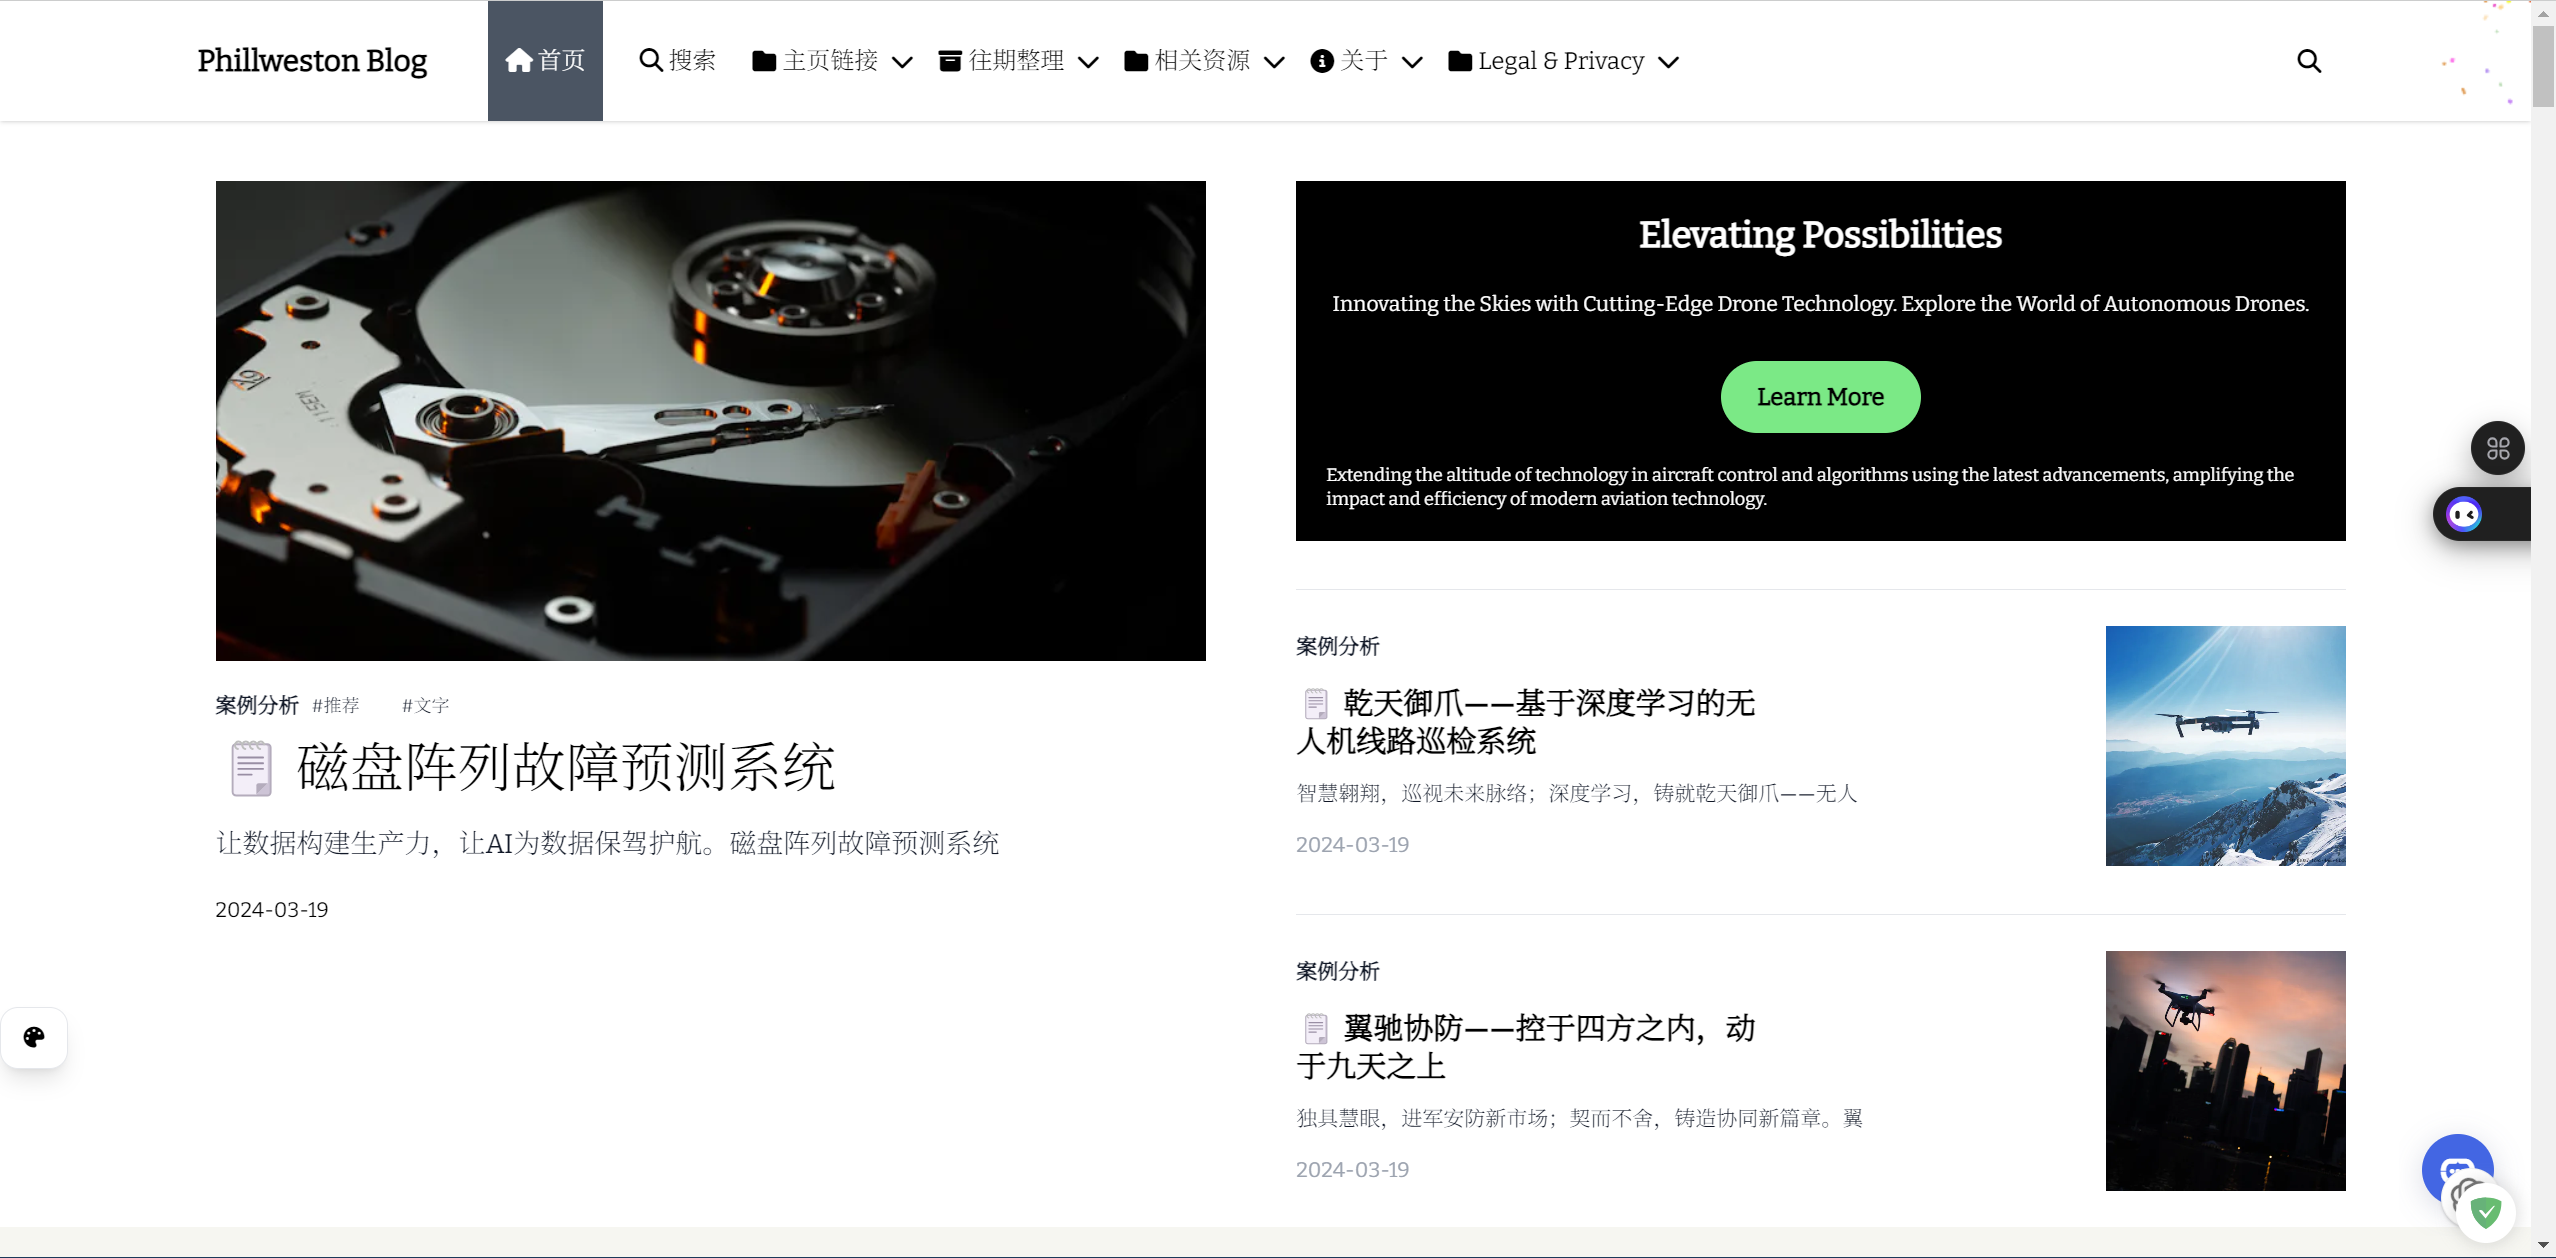 Phillweston Blog
首页
搜索
主页链接
往期整理
相关资源
关于
Legal & Privacy
Elevating Possibilities
Innovating the Skies with Cutting-Edge Drone Technology. Explore the World of Autonomous Drones.
Learn More
Extending the altitude of technology in aircraft control and algorithms using the latest advancements, amplifying the
impact and efficiency of modern aviation technology.
案例分析 #推荐 #文字
磁盘阵列故障预测系统
让数据构建生产力，让AI为数据保驾护航。磁盘阵列故障预测系统
2024-03-19
案例分析
乾天御爪——基于深度学习的无
人机线路巡检系统
智慧翱翔，巡视未来脉络；深度学习，铸就乾天御爪——无人
2024-03-19
案例分析
翼驰协防——控于四方之内，动
于九天之上
独具慧眼，进军安防新市场；契而不舍，铸造协同新篇章。翼
2024-03-19